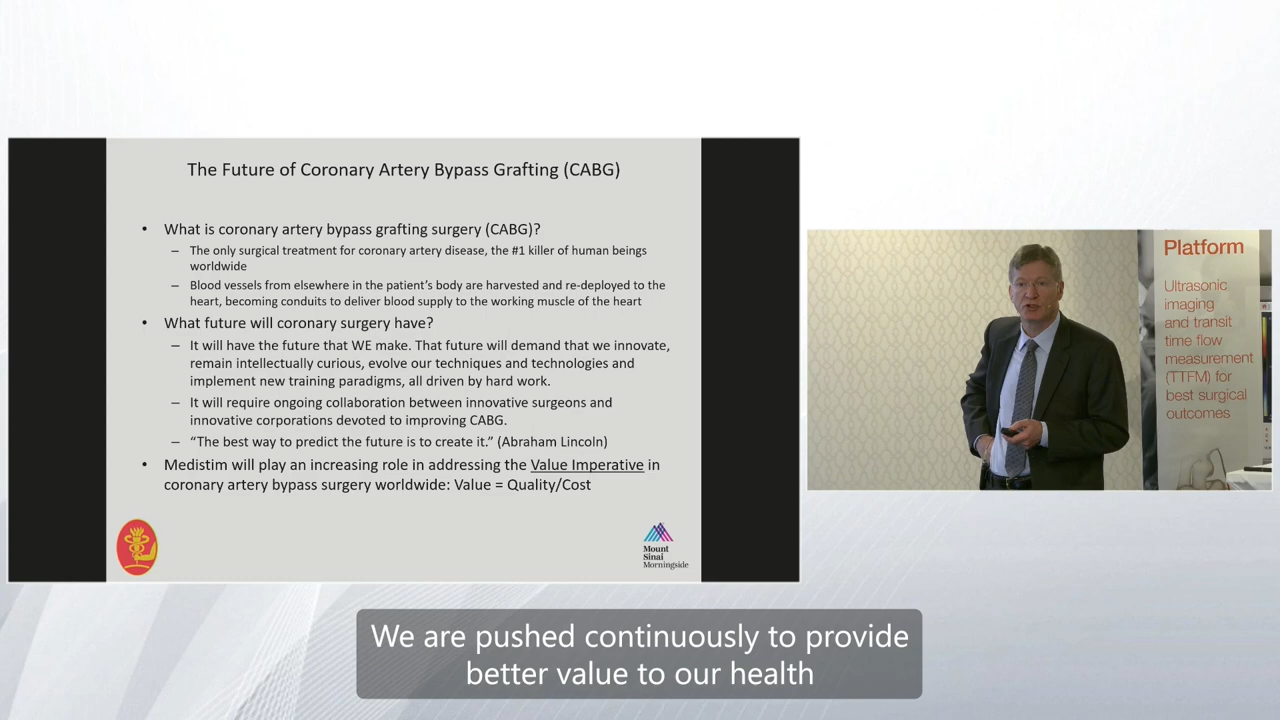 The Future of Coronary Artery Bypass Grafting (CABG)
• What is coronary artery bypass grafting surgery (CABG)?
– The only surgical treatment for coronary artery disease, the #1 killer of human beings
worldwide
– Blood vessels from elsewhere in the patient's body are harvested and re-deployed to the
heart, becoming conduits to deliver blood supply to the working muscle of the heart
• What future will coronary surgery have?
– It will have the future that WE make. That future will demand that we innovate,
remain intellectually curious, evolve our techniques and technologies and
implement new training paradigms, all driven by hard work.
– It will require ongoing collaboration between innovative surgeons and
innovative corporations devoted to improving CABG.
– “The best way to predict the future is to create it.” (Abraham Lincoln)
• Medistim will play an increasing role in addressing the Value Imperative in
coronary artery bypass surgery worldwide: Value = Quality/Cost
Mount
Sinai
Morningside
Platform
Ultrasonic
imaging
and transit
time flow
measurement
(TTFM) for
best surgical
outcomes
We are pushed continuously to provide
better value to our health